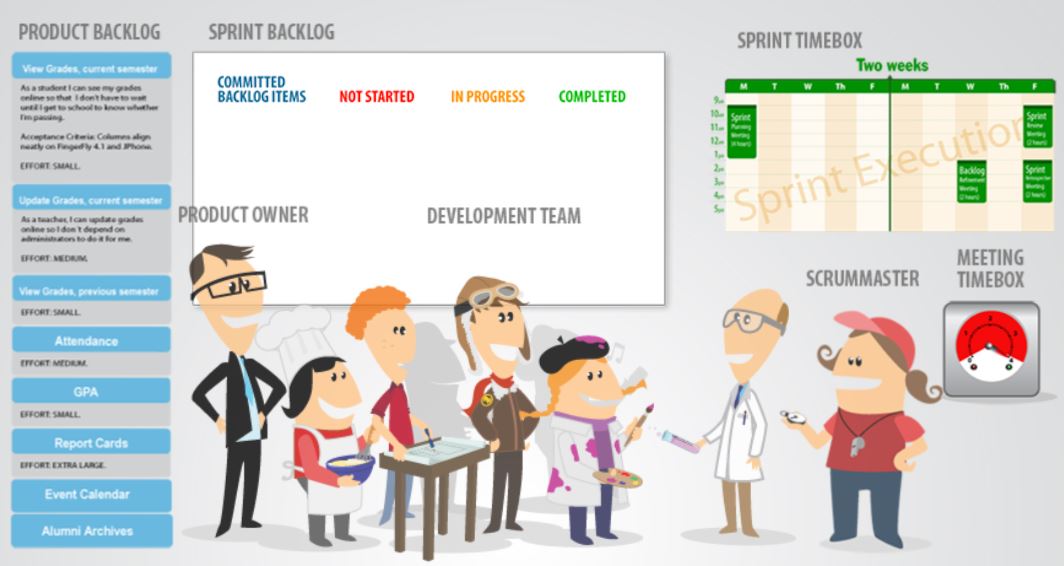 PRODUCT BACKLOG
View Grades, current semester
As a student I can see my grades
online so that I don't have to wait
until I get to school to know whether
I'm passing.
Acceptance Criteria: Columns align
neatly on FingerFly 4.1 and JPhone.
EFFORT: SMALL.
Update Grades, current semester
As a teacher, I can update grades
online so I don't depend on
administrators to do it for me.
EFFORT: MEDIUM.
View Grades, previous semester
EFFORT: SMALL.
Attendance
EFFORT: MEDIUM.
GPA
EFFORT: SMALL.
Report Cards
EFFORT: EXTRA LARGE.
Event Calendar
Alumni Archives
SPRINT BACKLOG
COMMITTED
BACKLOG ITEMS
NOT STARTED
IN PROGRESS
COMPLETED
PRODUCT OWNER
DEVELOPMENT TEAM
SPRINT TIMEBOX
Two weeks
M T W Th F M T W Th F
9am
10am
11am
12pm
1pm
2pm
3pm
4pm
5pm
Sprint
Planning
Meeting
(4 hours)
Sprint Execution
Backlog
Refinement
Meeting
(2 hours)
Sprint
Review
Meeting
(2 hours)
Sprint
Meeting
(2 hours)
SCRUMMASTER
MEETING
TIMEBOX
0 1 2 3 4